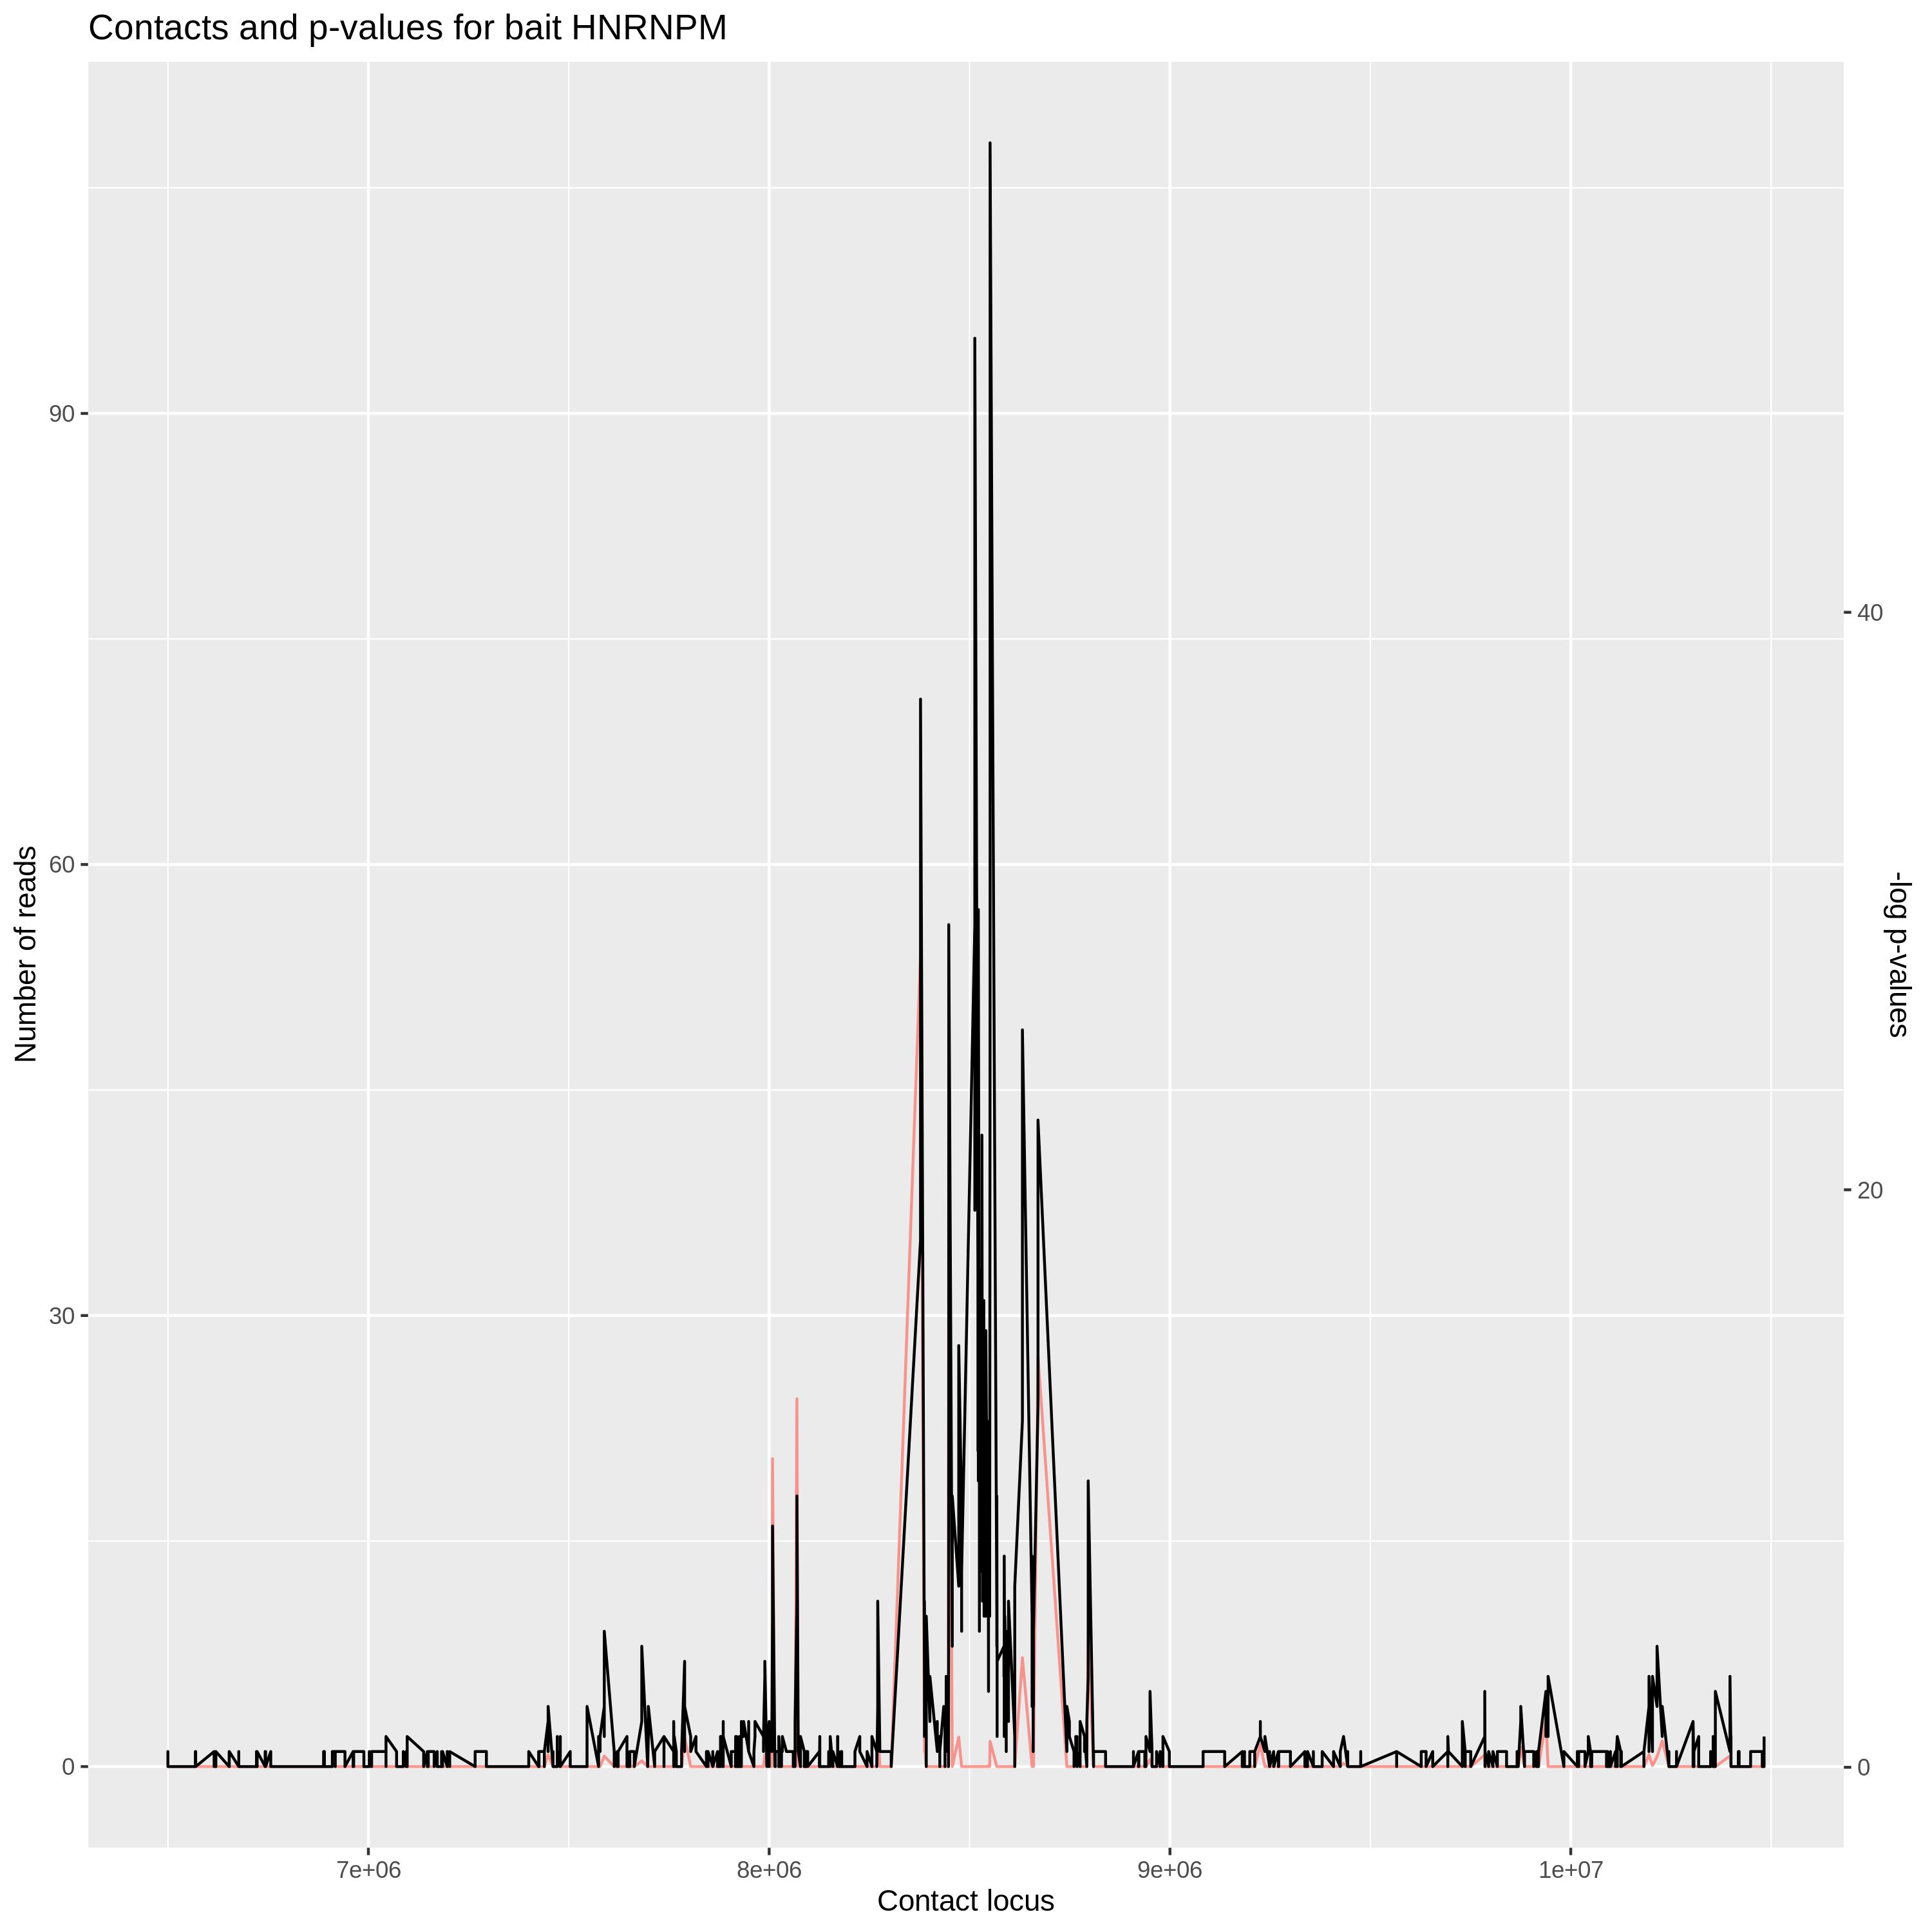 Contacts and p-values for bait HNRNPM
90
60
30
0
Number of reads
40
20
0
-log p-values
7e+06
8e+06
9e+06
1e+07
Contact locus